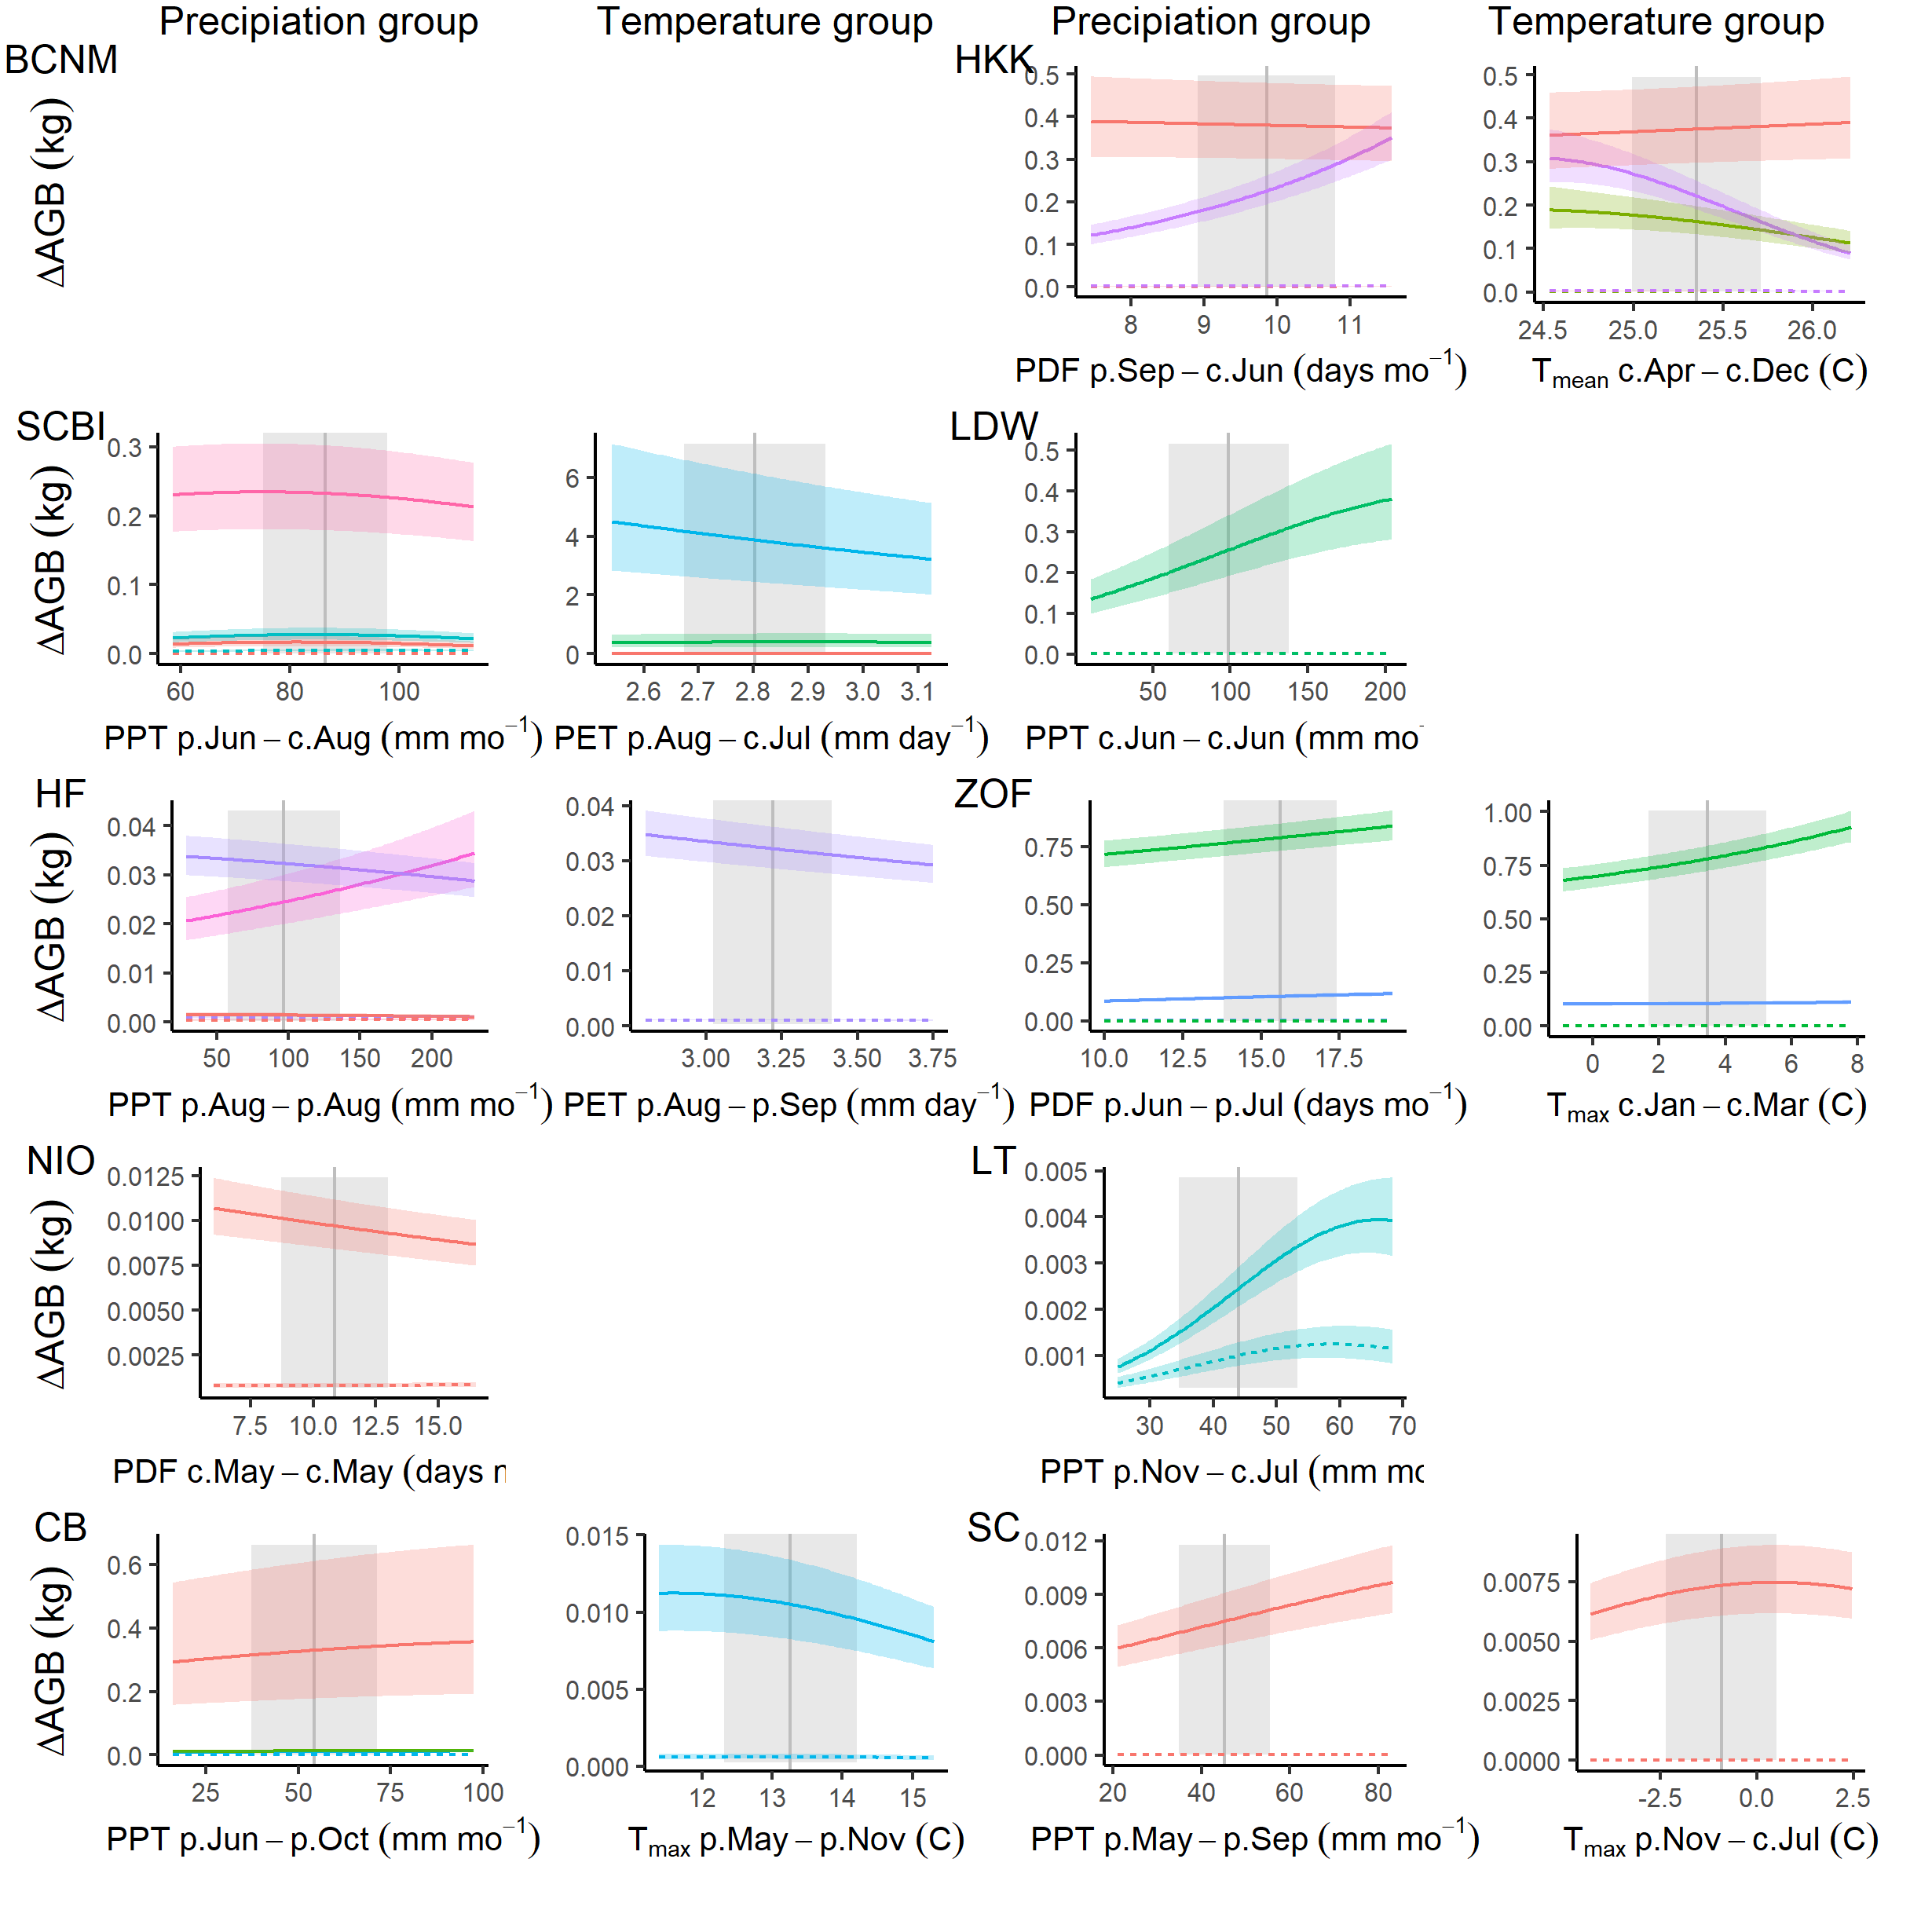 Precipiation group Temperature group Precipiation group Temperature group
BCNM HKK
ΔAGB (kg)
0.5 0.4 0.3 0.2 0.1 0.0
8 9 10 11
PDF p.Sep – c.Jun (days mo⁻¹)
0.5 0.4 0.3 0.2 0.1 0.0
24.5 25.0 25.5 26.0
Tmean c.Apr – c.Dec (C)
SCBI
ΔAGB (kg)
0.3 0.2 0.1 0.0
60 80 100
PPT p.Jun – c.Aug (mm mo⁻¹)
6 4 2 0
2.6 2.7 2.8 2.9 3.0 3.1
PET p.Aug – c.Jul (mm day⁻¹)
LDW
0.5 0.4 0.3 0.2 0.1 0.0
50 100 150 200
PPT c.Jun – c.Jun (mm mo⁻
HF
ΔAGB (kg)
0.04 0.03 0.02 0.01 0.00
50 100 150 200
PPT p.Aug – p.Aug (mm mo⁻¹)
0.04 0.03 0.02 0.01 0.00
3.00 3.25 3.50 3.75
PET p.Aug – p.Sep (mm day⁻¹)
ZOF
0.75 0.50 0.25 0.00
10.0 12.5 15.0 17.5
PDF p.Jun – p.Jul (days mo⁻¹)
1.00 0.75 0.50 0.25 0.00
0 2 4 6 8
Tmax c.Jan – c.Mar (C)
NIO
ΔAGB (kg)
0.0125 0.0100 0.0075 0.0050 0.0025
7.5 10.0 12.5 15.0
PDF c.May – c.May (days
LT
0.005 0.004 0.003 0.002 0.001
30 40 50 60 70
PPT p.Nov – c.Jul (mm
CB
ΔAGB (kg)
0.6 0.4 0.2 0.0
25 50 75 100
PPT p.Jun – p.Oct (mm mo⁻¹)
0.015 0.010 0.005 0.000
12 13 14 15
Tmax p.May – p.Nov (C)
SC
0.012 0.009 0.006 0.003 0.000
20 40 60 80
PPT p.May – p.Sep (mm mo⁻¹)
0.0075 0.0050 0.0025 0.0000
-2.5 0.0 2.5
Tmax p.Nov – c.Jul (C)